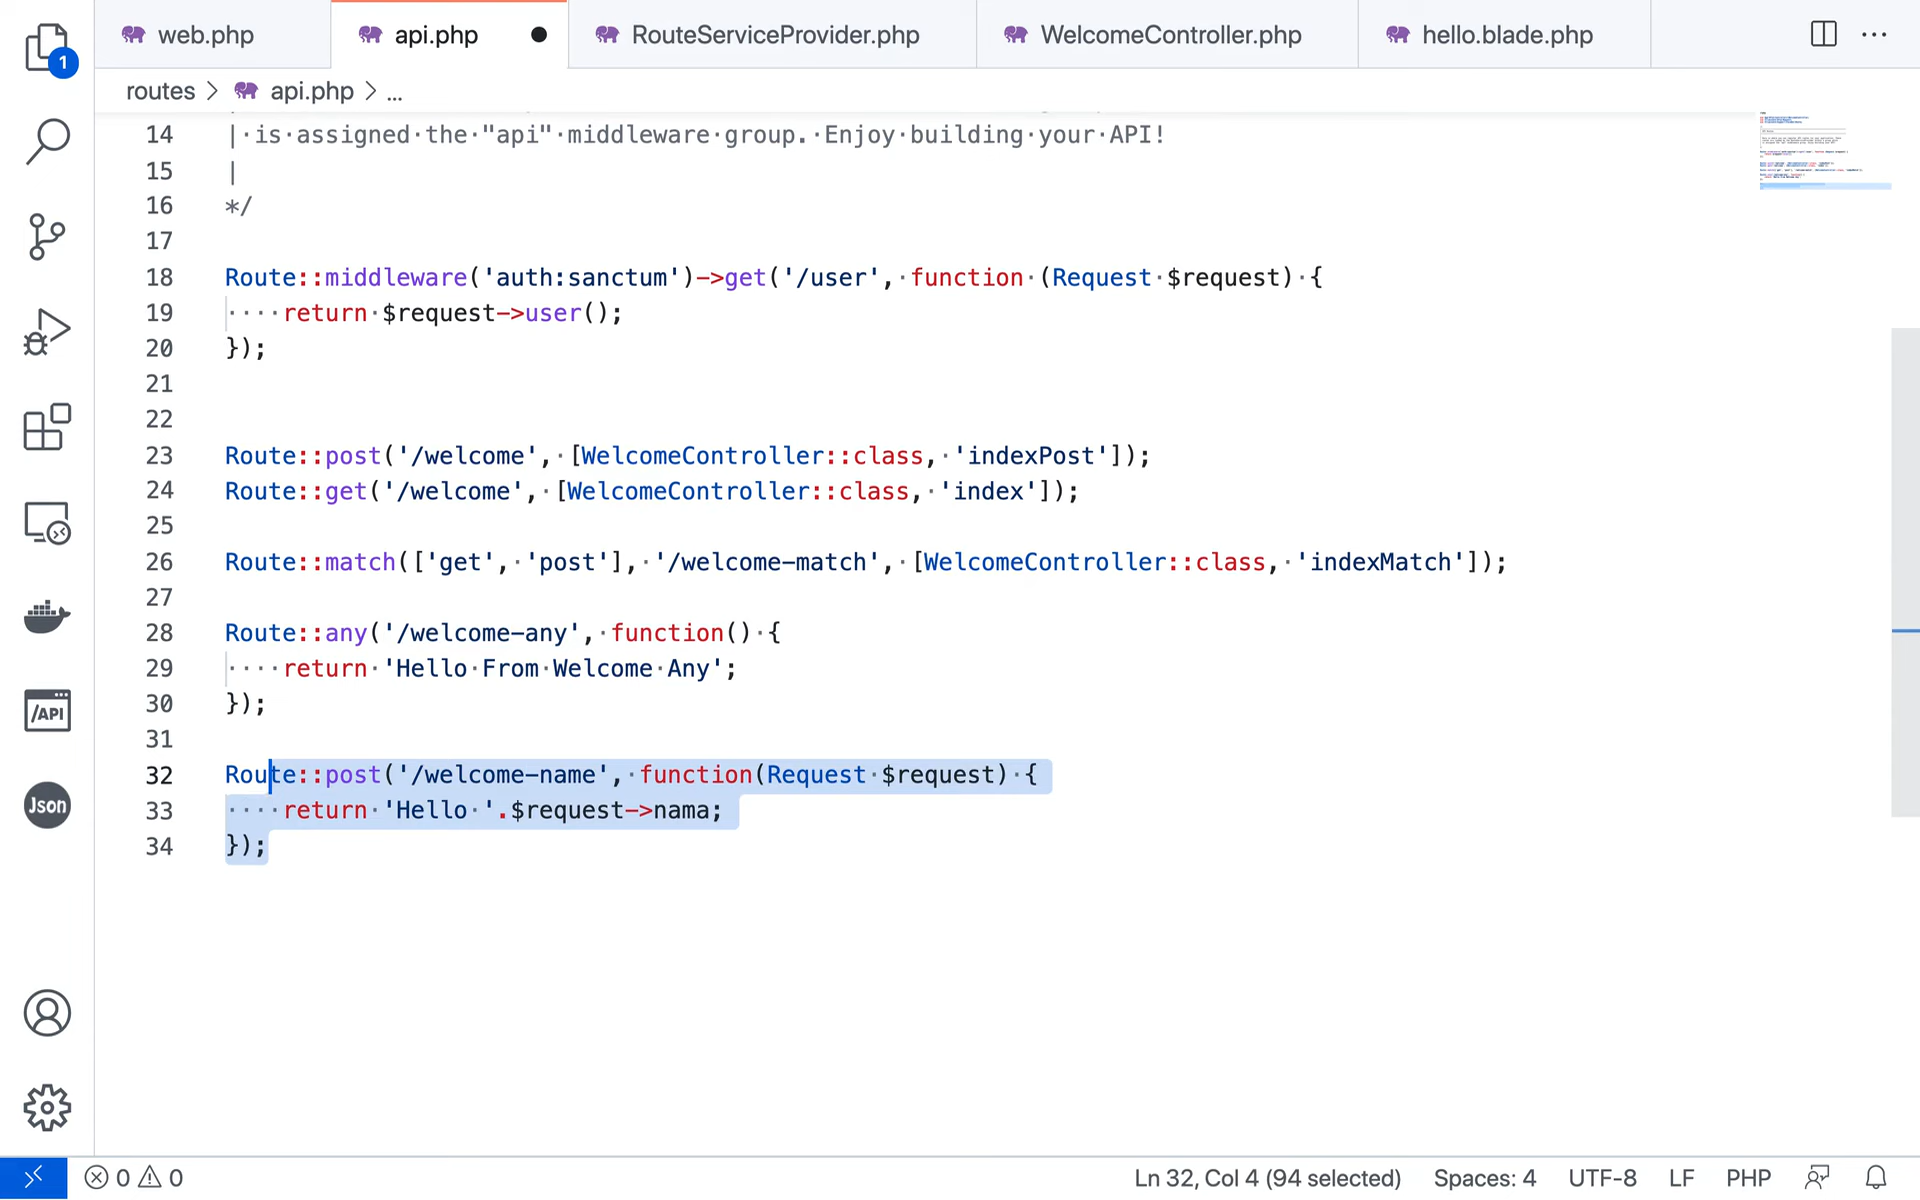 web.php
api.php
RouteServiceProvider.php
WelcomeController.php
hello.blade.php
1
routes > api.php > ...
14 | is assigned the "api" middleware group. Enjoy building your API!
15 |
16 */
17
18 Route::middleware('auth:sanctum')->get('/user', function (Request $request) {
19     return $request->user();
20 });
21
22
23 Route::post('/welcome', [WelcomeController::class, 'indexPost']);
24 Route::get('/welcome', [WelcomeController::class, 'index']);
25
26 Route::match(['get', 'post'], '/welcome-match', [WelcomeController::class, 'indexMatch']);
27
28 Route::any('/welcome-any', function() {
29     return 'Hello From Welcome Any';
30 });
31
32 Route::post('/welcome-name', function(Request $request) {
33     return 'Hello '.$request->nama;
34 });
/API
Json
0 0
Ln 32, Col 4 (94 selected)
Spaces: 4
UTF-8
LF
PHP